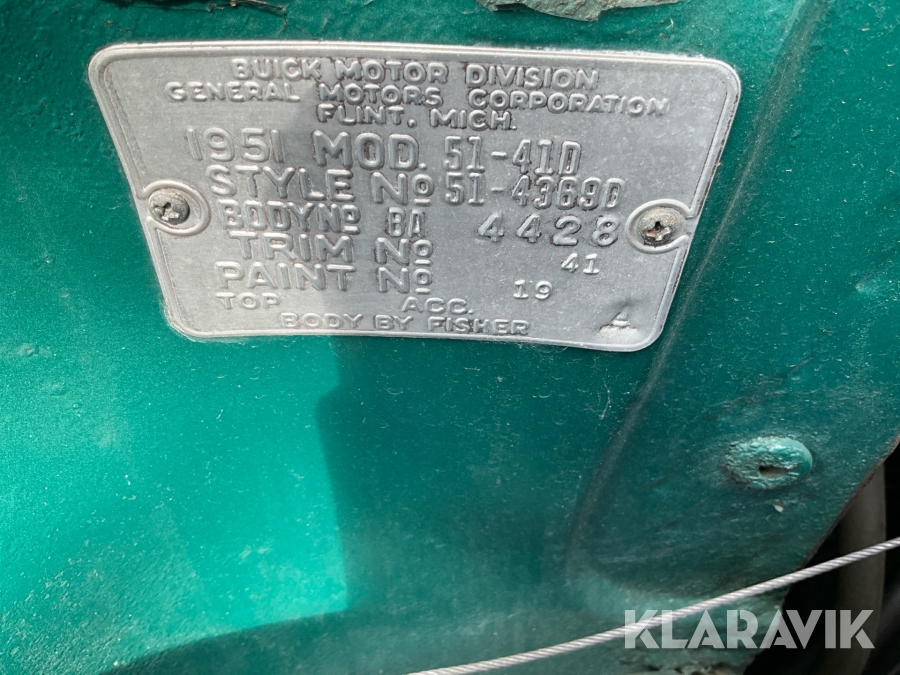 BUICK MOTOR DIVISION
GENERAL MOTORS CORPORATION
FLINT, MICH.
1951 MOD. 51-41D
STYLE NO 51-4369D
BODY NO BA 4428
TRIM NO 41
PAINT NO 19
TOP ACC. A
BODY BY FISHER
KLARAVIK